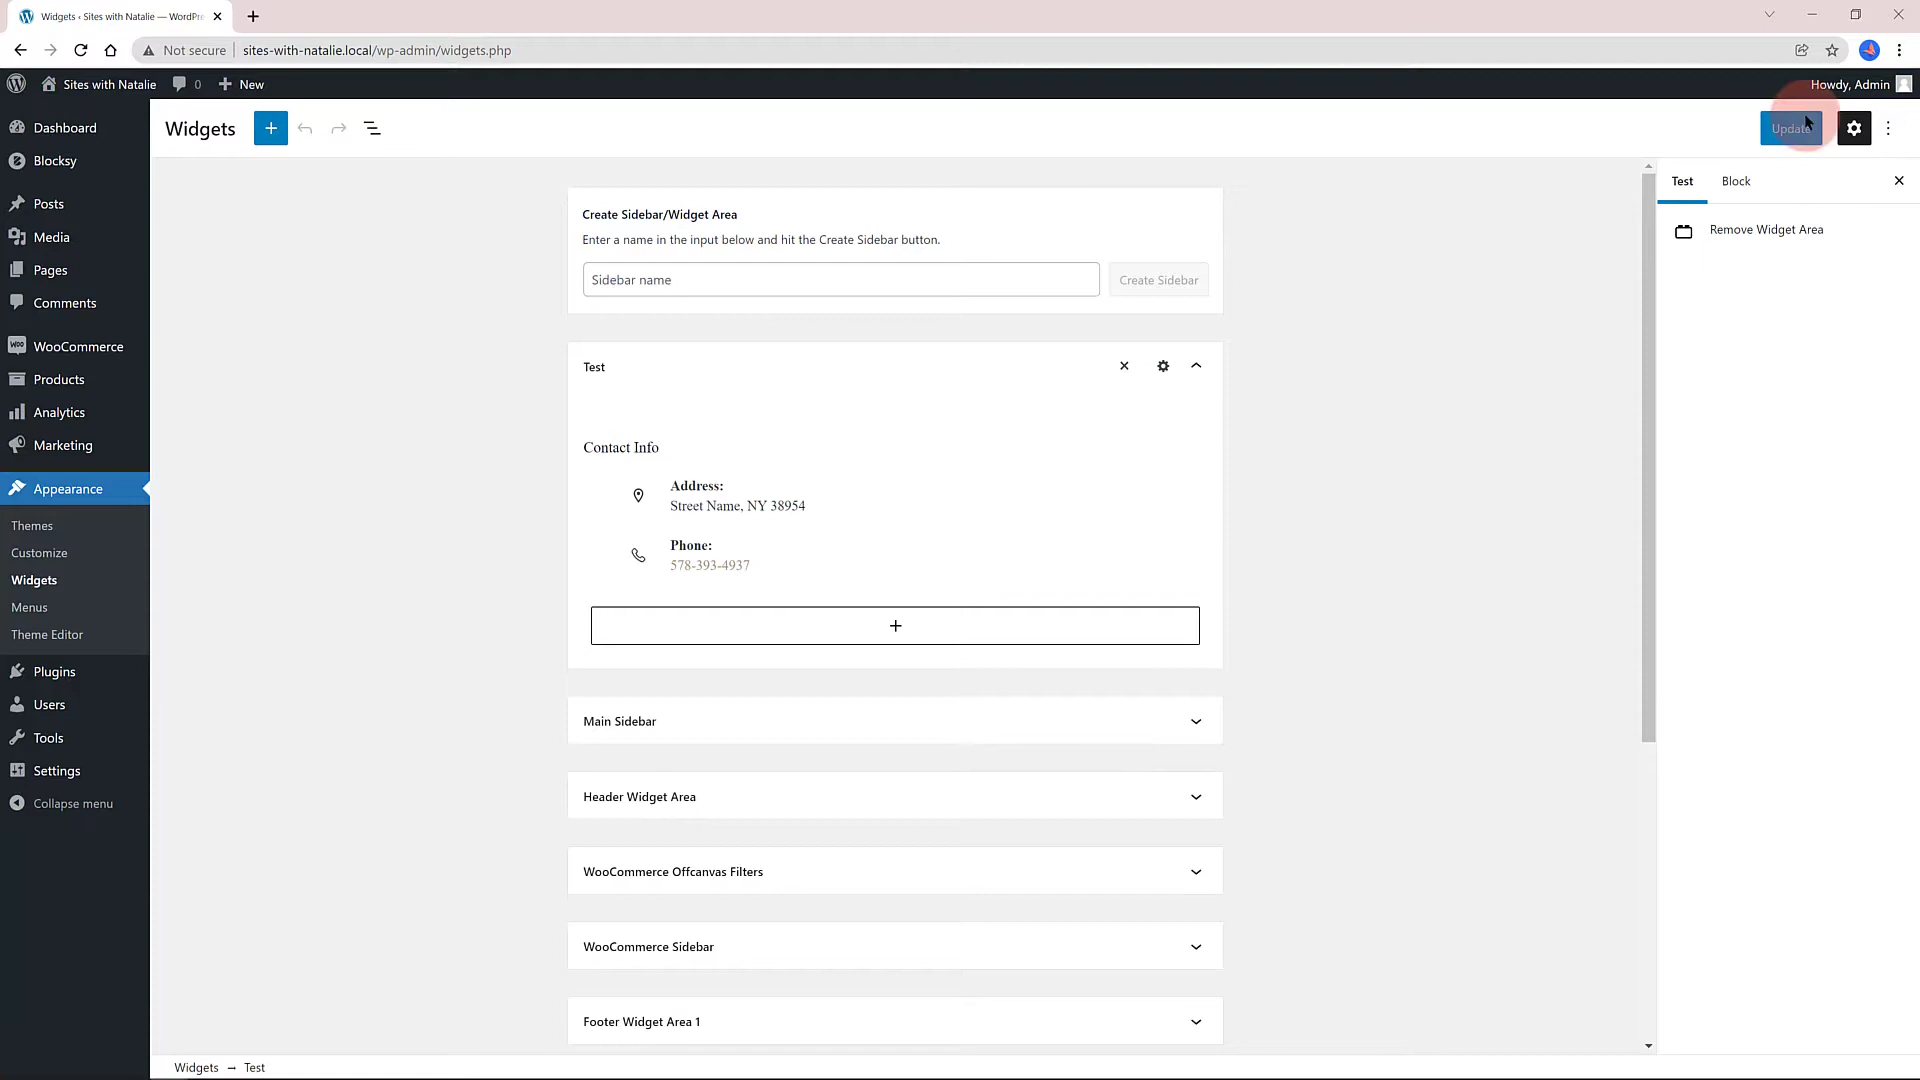 Widgets ‹ Sites with Natalie — WordPre
Not secure
sites-with-natalie.local/wp-admin/widgets.php
Sites with Natalie
0
New
Howdy, Admin
Dashboard
Blocksy
Posts
Media
Pages
Comments
WooCommerce
Products
Analytics
Marketing
Appearance
Themes
Customize
Widgets
Menus
Theme Editor
Plugins
Users
Tools
Settings
Collapse menu
Widgets
Update
Create Sidebar/Widget Area
Enter a name in the input below and hit the Create Sidebar button.
Sidebar name
Create Sidebar
Test
Contact Info
Address:
Street Name, NY 38954
Phone:
578-393-4937
Main Sidebar
Header Widget Area
WooCommerce Offcanvas Filters
WooCommerce Sidebar
Footer Widget Area 1
Test
Block
Remove Widget Area
Widgets → Test